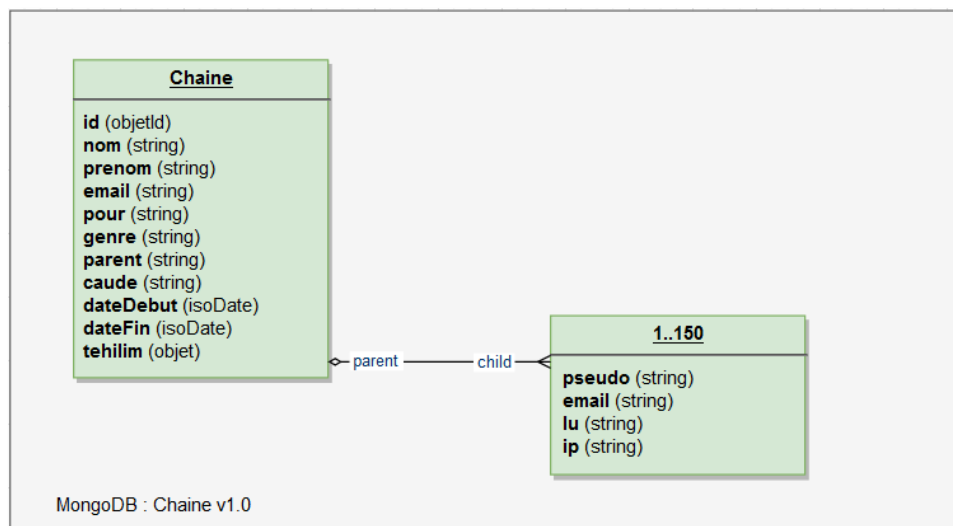 Chaine
id (objetId)
nom (string)
prenom (string)
email (string)
pour (string)
genre (string)
parent (string)
caude (string)
dateDebut (isoDate)
dateFin (isoDate)
tehilim (objet)
parent
child
1..150
pseudo (string)
email (string)
lu (string)
ip (string)
MongoDB : Chaine v1.0